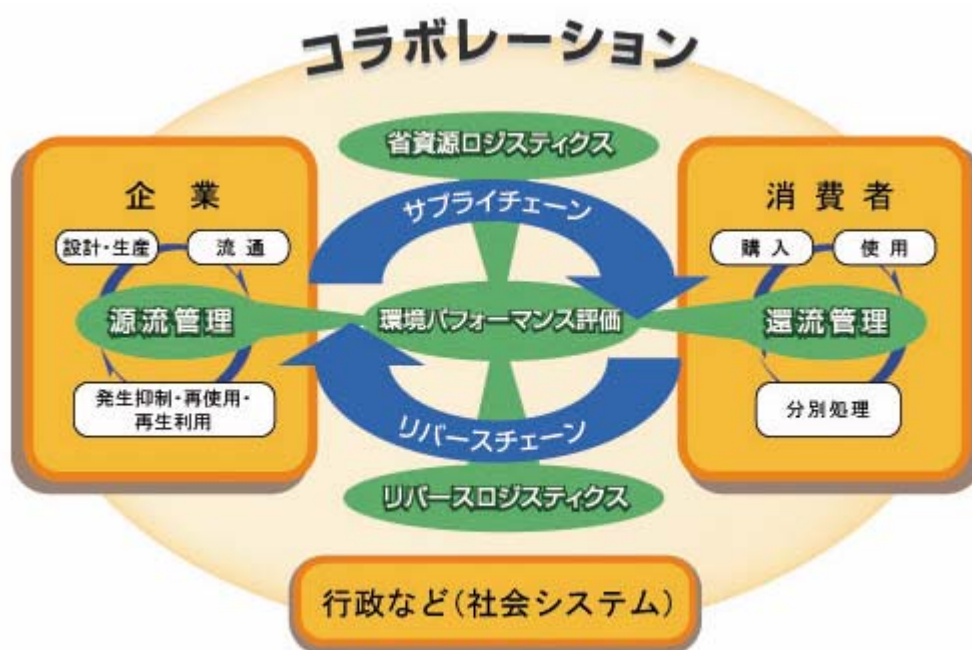 コラボレーション
省資源ロジスティクス
サプライチェーン
企業
設計・生産
流通
源流管理
発生抑制・再使用・
再生利用
環境パフォーマンス評価
消費者
購入
使用
還流管理
分別処理
リバースチェーン
リバースロジスティクス
行政など(社会システム)